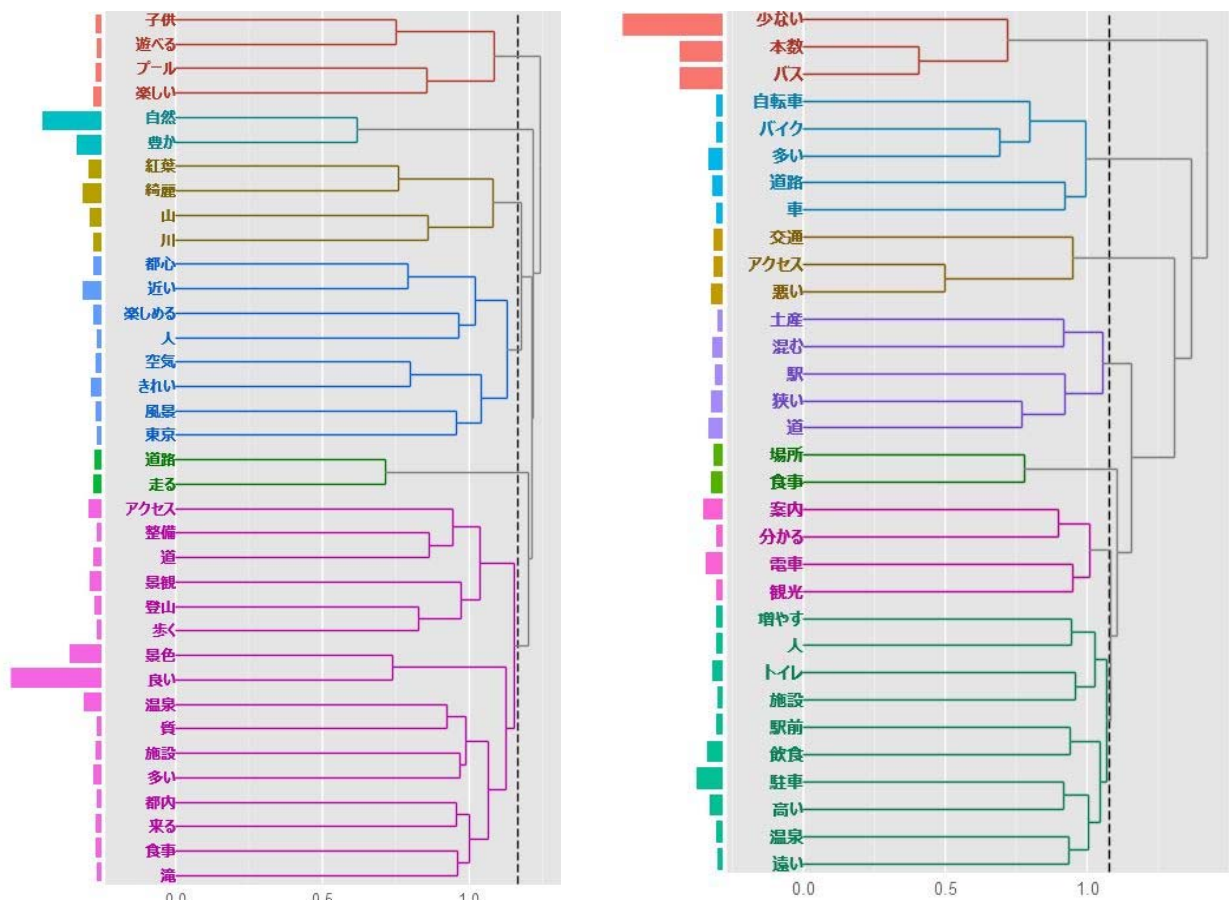 子供
遊べる
プール
楽しい
自然
豊か
紅葉
綺麗
山
川
都心
近い
楽しめる
人
空気
きれい
風景
東京
道路
走る
アクセス
整備
道
景観
登山
歩く
景色
良い
温泉
質
施設
多い
都内
来る
食事
滝
0.0 0.5 1.0
少ない
本数
バス
自転車
バイク
多い
道路
車
交通
アクセス
悪い
土産
混む
駅
狭い
道
場所
食事
案内
分かる
電車
観光
増やす
人
トイレ
施設
駅前
飲食
駐車
高い
温泉
遠い
0.0 0.5 1.0